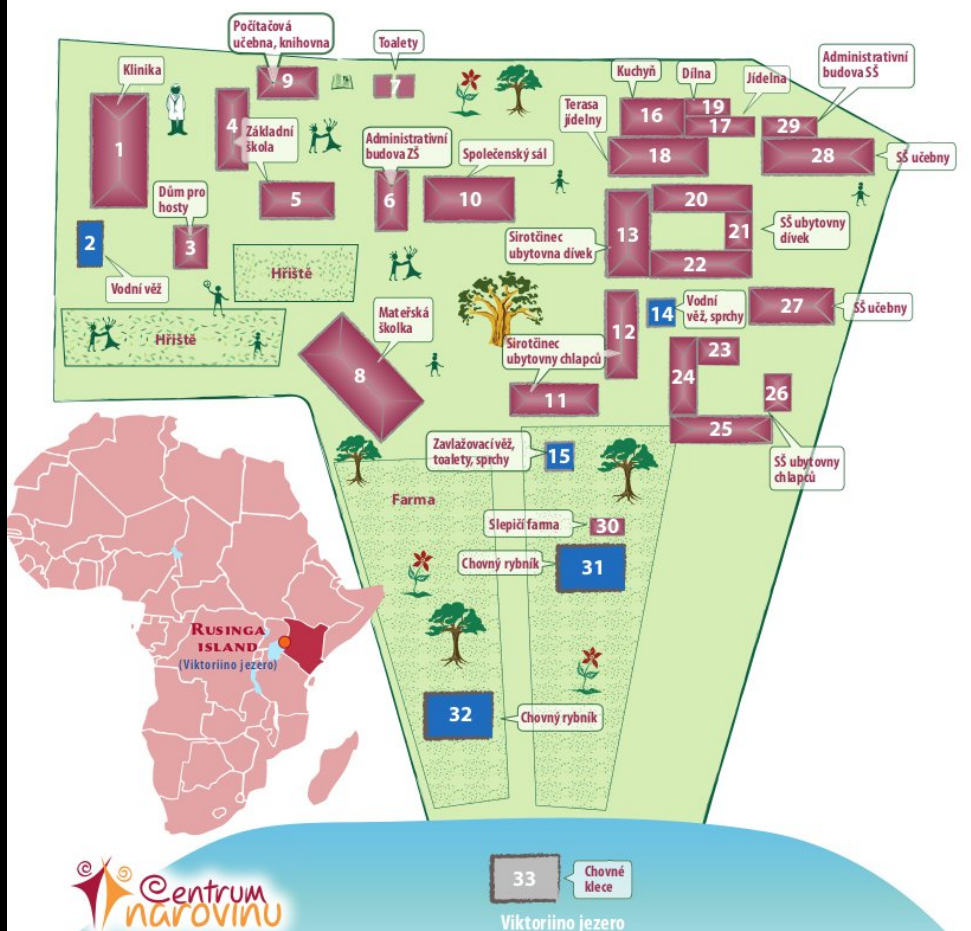 Počítačová
učebna, knihovna
Toalety
Klinika
Kuchyň
Dílna
Jídelna
Administrativní
budova SŠ
9
7
Terasa
jídelny
16
19
17
29
1
4
Základní
škola
Administrativní
budova ZŠ
Společenský sál
18
28
SŠ učebny
5
6
10
Dům pro
hosty
2
3
Sirotčinec
ubytovna dívek
13
20
21
22
SŠ ubytovny
dívek
Vodní věž
Hřiště
Hřiště
Mateřská
školka
8
12
14
Vodní
věž, sprchy
27
SŠ učebny
Sirotčinec
ubytovny chlapců
11
23
24
26
25
SŠ ubytovny
chlapců
Zavlažovací věž,
toalety, sprchy
15
Farma
Slepičí farma
30
Chovný rybník
31
Rusinga
island
(Viktoriino jezero)
32
Chovný rybník
33
Chovné
klece
Viktoriino jezero
Centrum
narovinu